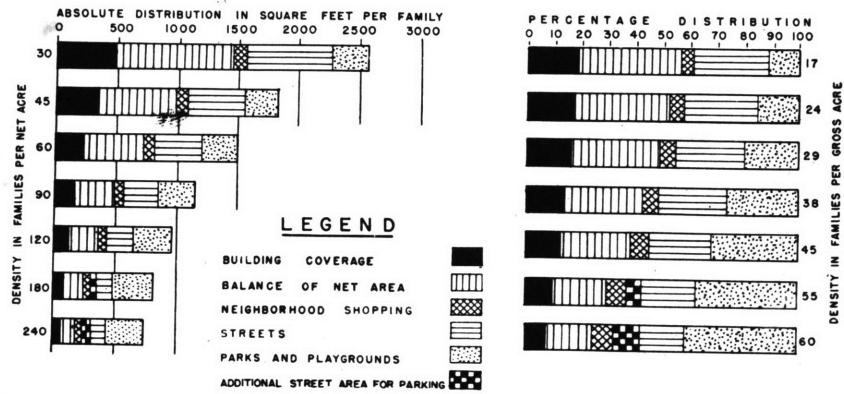 ABSOLUTE DISTRIBUTION IN SQUARE FEET PER FAMILY
0 500 1000 1500 2000 2500 3000
DENSITY IN FAMILIES PER NET ACRE
30
45
60
90
120
180
240
PERCENTAGE DISTRIBUTION
0 10 20 30 40 50 60 70 80 90 100
17
24
29
38
45
55
60
DENSITY IN FAMILIES PER GROSS ACRE
LEGEND
BUILDING COVERAGE
BALANCE OF NET AREA
NEIGHBORHOOD SHOPPING
STREETS
PARKS AND PLAYGROUNDS
ADDITIONAL STREET AREA FOR PARKING